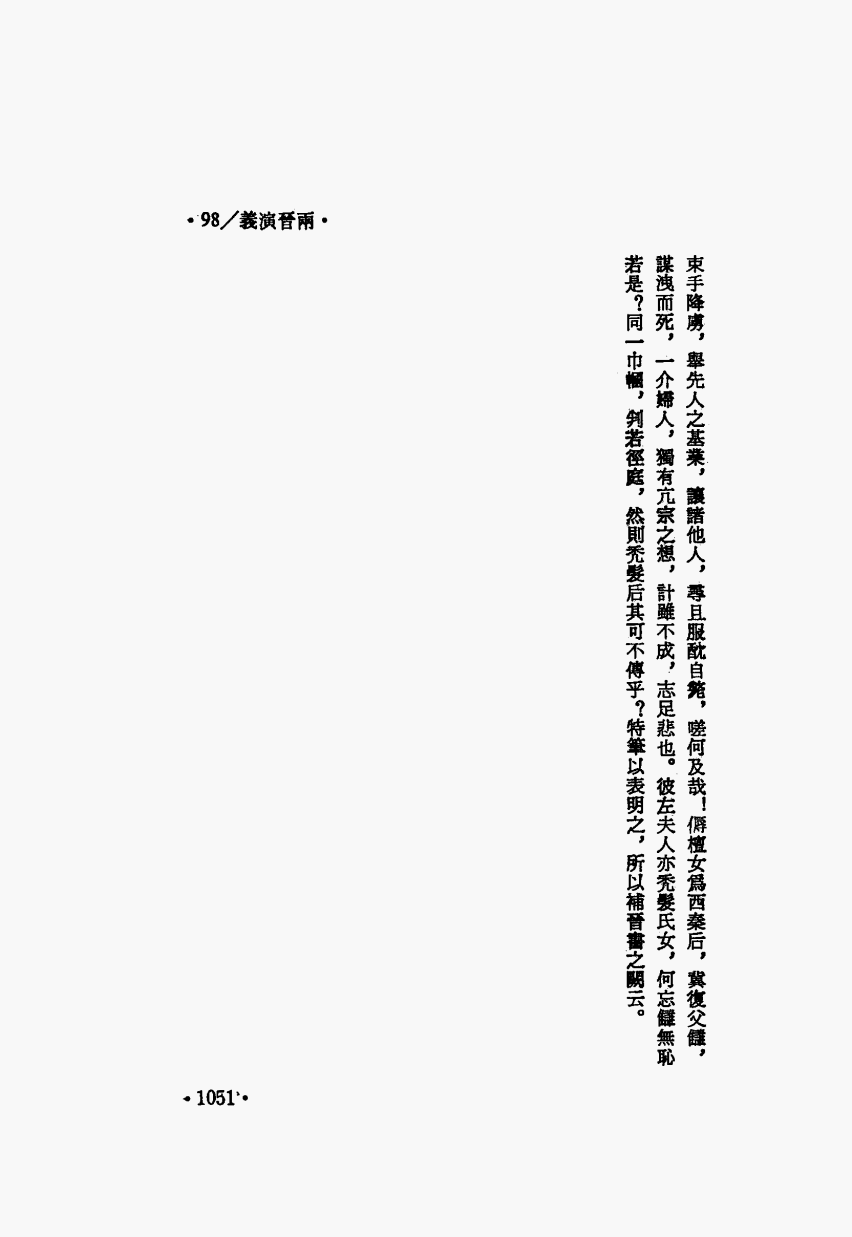 •98／義演晉兩•
束手降虜，舉先人之基業，讓諸他人，尋且服酖自斃，嗟何及哉！傉檀女爲西秦后，冀復父讎，
謀洩而死，一介婦人，獨有亢宗之想，計雖不成，志足悲也。彼左夫人亦禿髮氏女，何忘讎無恥
若是？同一巾幗，判若徑庭，然則禿髮后其可不傳乎？特筆以表明之，所以補晉書之闕云。
•1051•